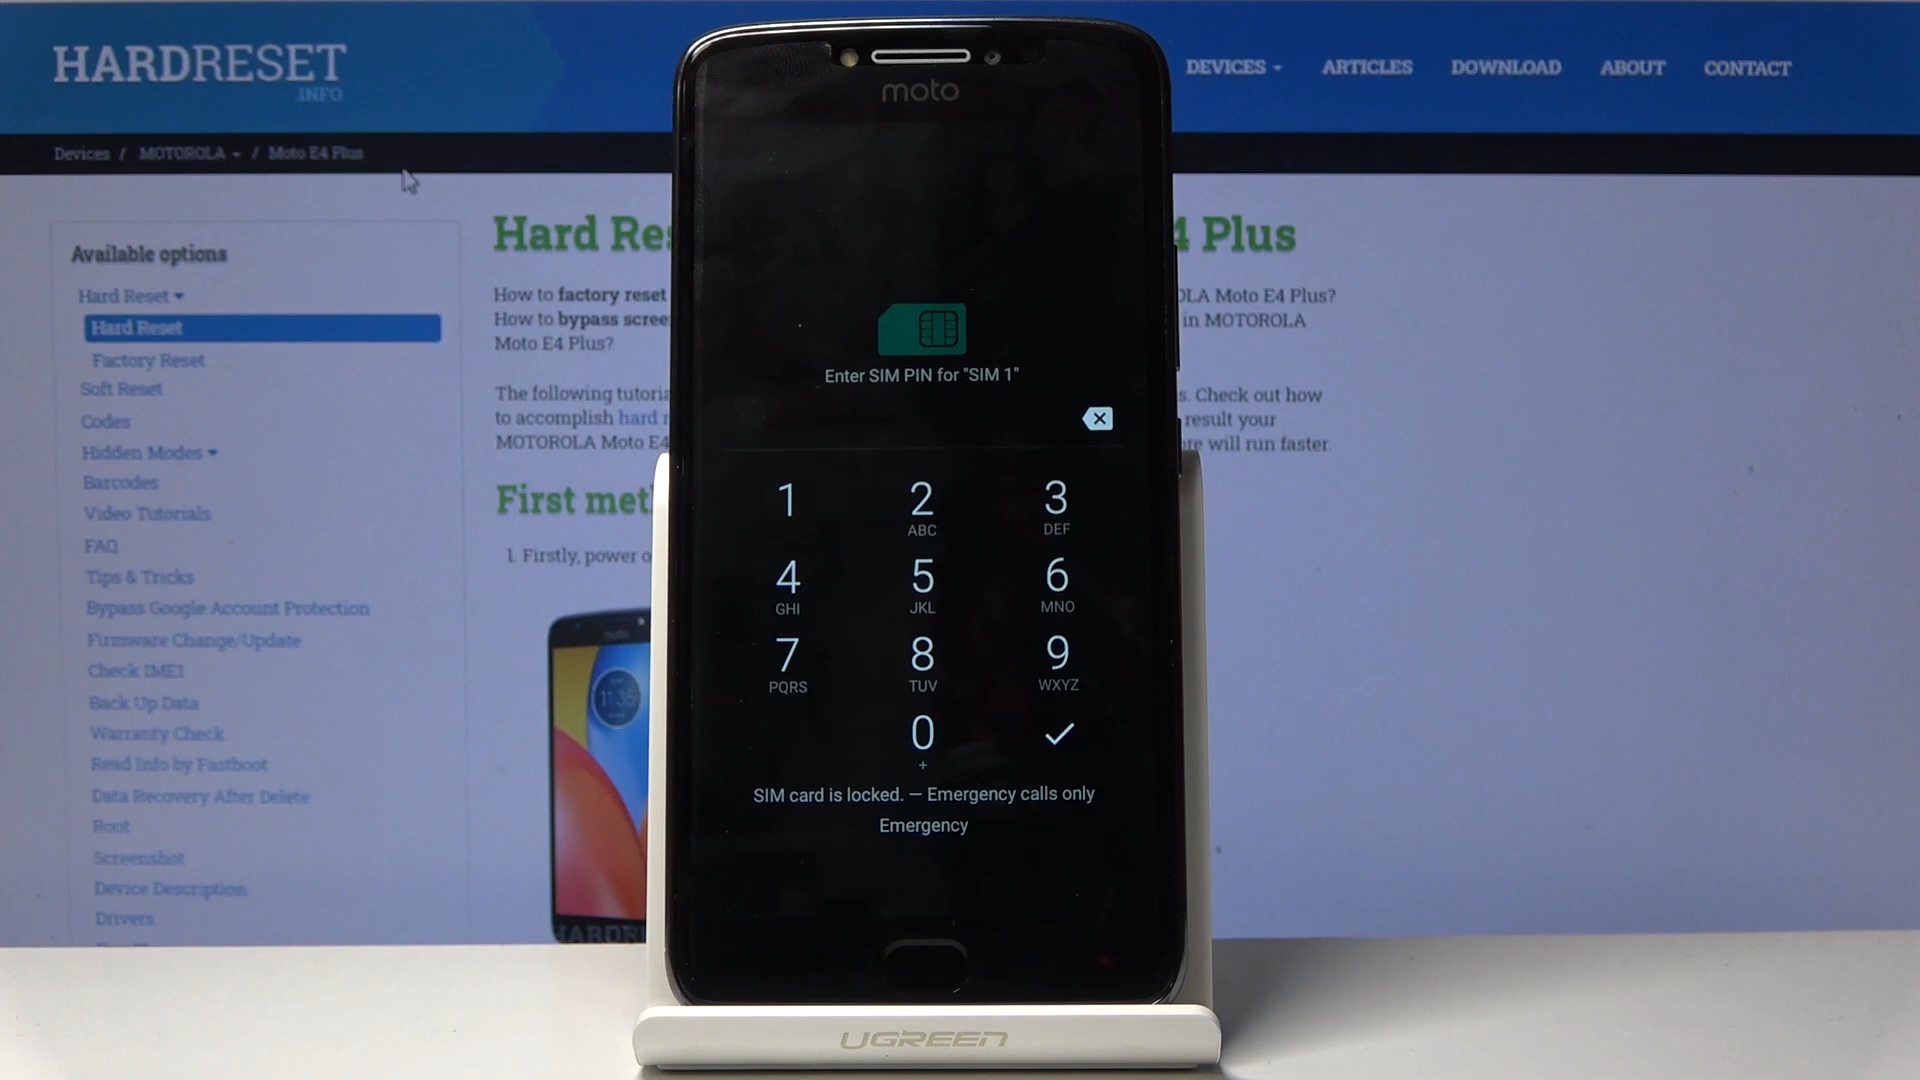 HARDRESET
.INFO
DEVICES
ARTICLES
DOWNLOAD
ABOUT
CONTACT
Devices / MOTOROLA / Moto E4 Plus
Available options
Hard Reset
Hard Reset
Factory Reset
Soft Reset
Codes
Hidden Modes
Barcodes
Video Tutorials
FAQ
Tips & Tricks
Bypass Google Account Protection
Firmware Change/Update
Check IMEI
Back Up Data
Warranty Check
Read Info by Fastboot
Data Recovery After Delete
Root
Screenshot
Device Description
Drivers
Hard Res
4 Plus
How to factory reset
OLA Moto E4 Plus?
How to bypass scree
in MOTOROLA
Moto E4 Plus?
The following tutoria
s. Check out how
to accomplish hard r
result your
MOTOROLA Moto E4
re will run faster.
First met
1. Firstly, power o
moto
11:35
HARDR
moto
Enter SIM PIN for "SIM 1"
1
2
ABC
3
DEF
4
GHI
5
JKL
6
MNO
7
PQRS
8
TUV
9
WXYZ
0
+
SIM card is locked. — Emergency calls only
Emergency
UGREEN